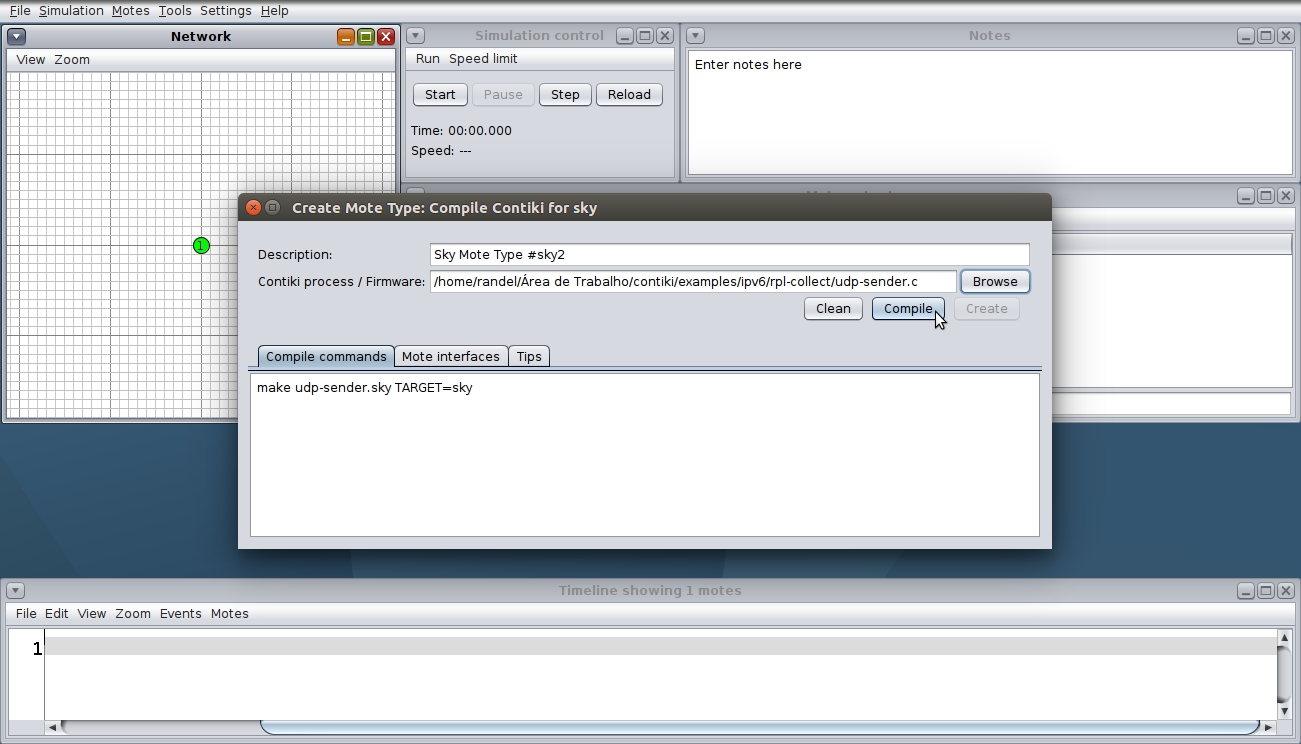 File Simulation Motes Tools Settings Help
Network
View Zoom
1
Simulation control
Run Speed limit
Start Pause Step Reload
Time: 00:00.000
Speed: ---
Notes
Enter notes here
Create Mote Type: Compile Contiki for sky
Description: Sky Mote Type #sky2
Contiki process / Firmware: /home/randel/Área de Trabalho/contiki/examples/ipv6/rpl-collect/udp-sender.c Browse
Clean Compile Create
Compile commands Mote interfaces Tips
make udp-sender.sky TARGET=sky
Timeline showing 1 motes
File Edit View Zoom Events Motes
1